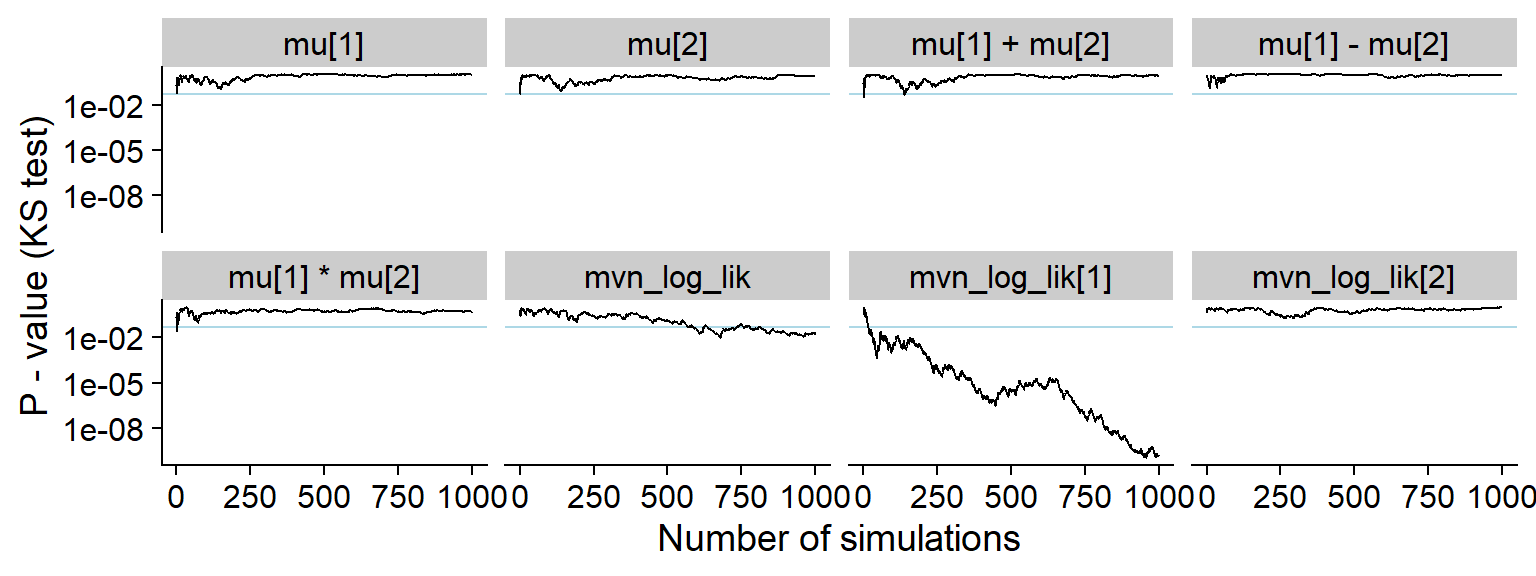 mu[1] mu[2] mu[1] + mu[2] mu[1] - mu[2]
1e-02
1e-05
1e-08
P - value (KS test)
mu[1] * mu[2] mvn_log_lik mvn_log_lik[1] mvn_log_lik[2]
1e-02
1e-05
1e-08
0 250 500 750 1000 0 250 500 750 1000 0 250 500 750 1000 0 250 500 750 1000
Number of simulations